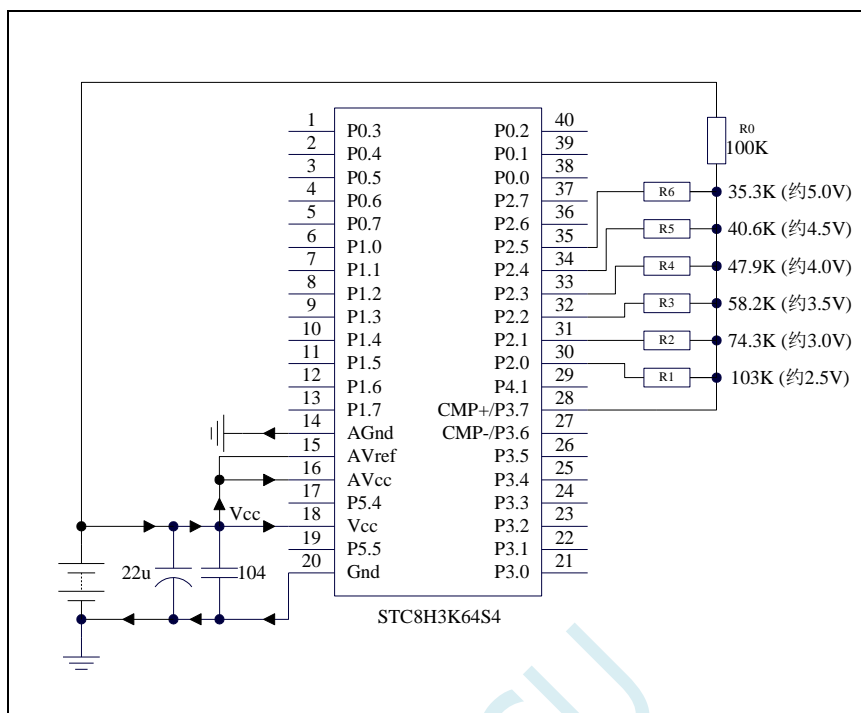 1 P0.3 P0.2 40
2 P0.4 P0.1 39
3 P0.5 P0.0 38
4 P0.6 P2.7 37
5 P0.7 P2.6 36
6 P1.0 P2.5 35
7 P1.1 P2.4 34
8 P1.2 P2.3 33
9 P1.3 P2.2 32
10 P1.4 P2.1 31
11 P1.5 P2.0 30
12 P1.6 P4.1 29
13 P1.7 CMP+/P3.7 28
14 AGnd CMP-/P3.6 27
15 AVref P3.5 26
16 AVcc P3.4 25
17 P5.4 P3.3 24
18 Vcc P3.2 23
19 P5.5 P3.1 22
20 Gnd P3.0 21
R0
100K
R6 35.3K (约5.0V)
R5 40.6K (约4.5V)
R4 47.9K (约4.0V)
R3 58.2K (约3.5V)
R2 74.3K (约3.0V)
R1 103K (约2.5V)
Vcc
22u 104
STC8H3K64S4